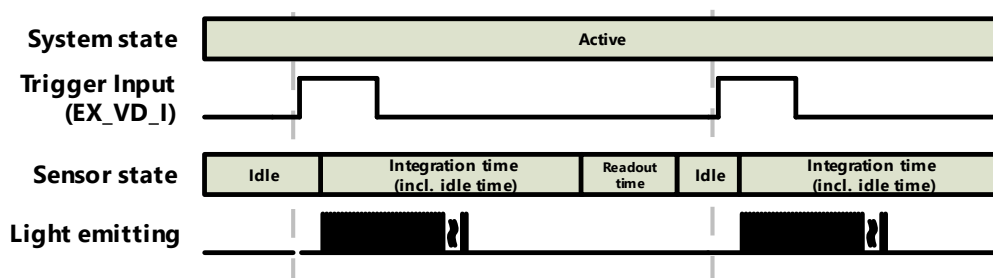 System state
Active
Trigger Input
(EX_VD_I)
Sensor state
Idle
Integration time
(incl. idle time)
Readout
time
Idle
Integration time
(incl. idle time)
Light emitting